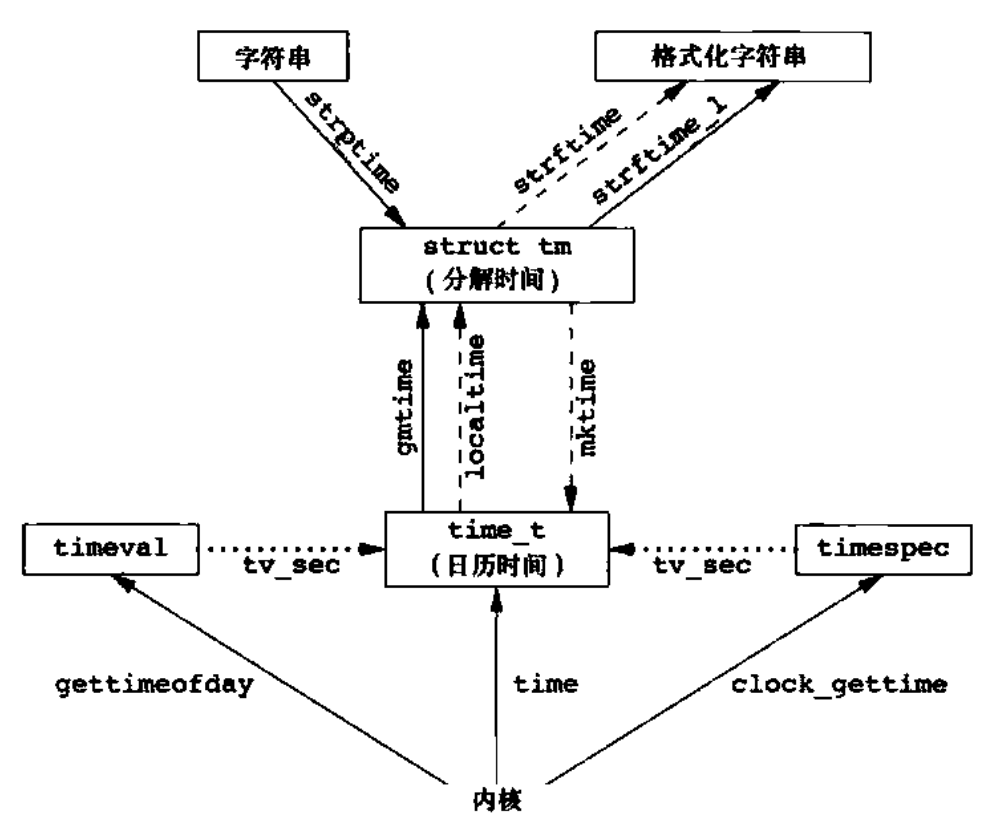 字符串
格式化字符串
strptime
strftime
strftime_l
struct tm
(分解时间)
gmtime
localtime
mktime
timeval
tv_sec
time_t
(日历时间)
tv_sec
timespec
gettimeofday
time
clock_gettime
内核